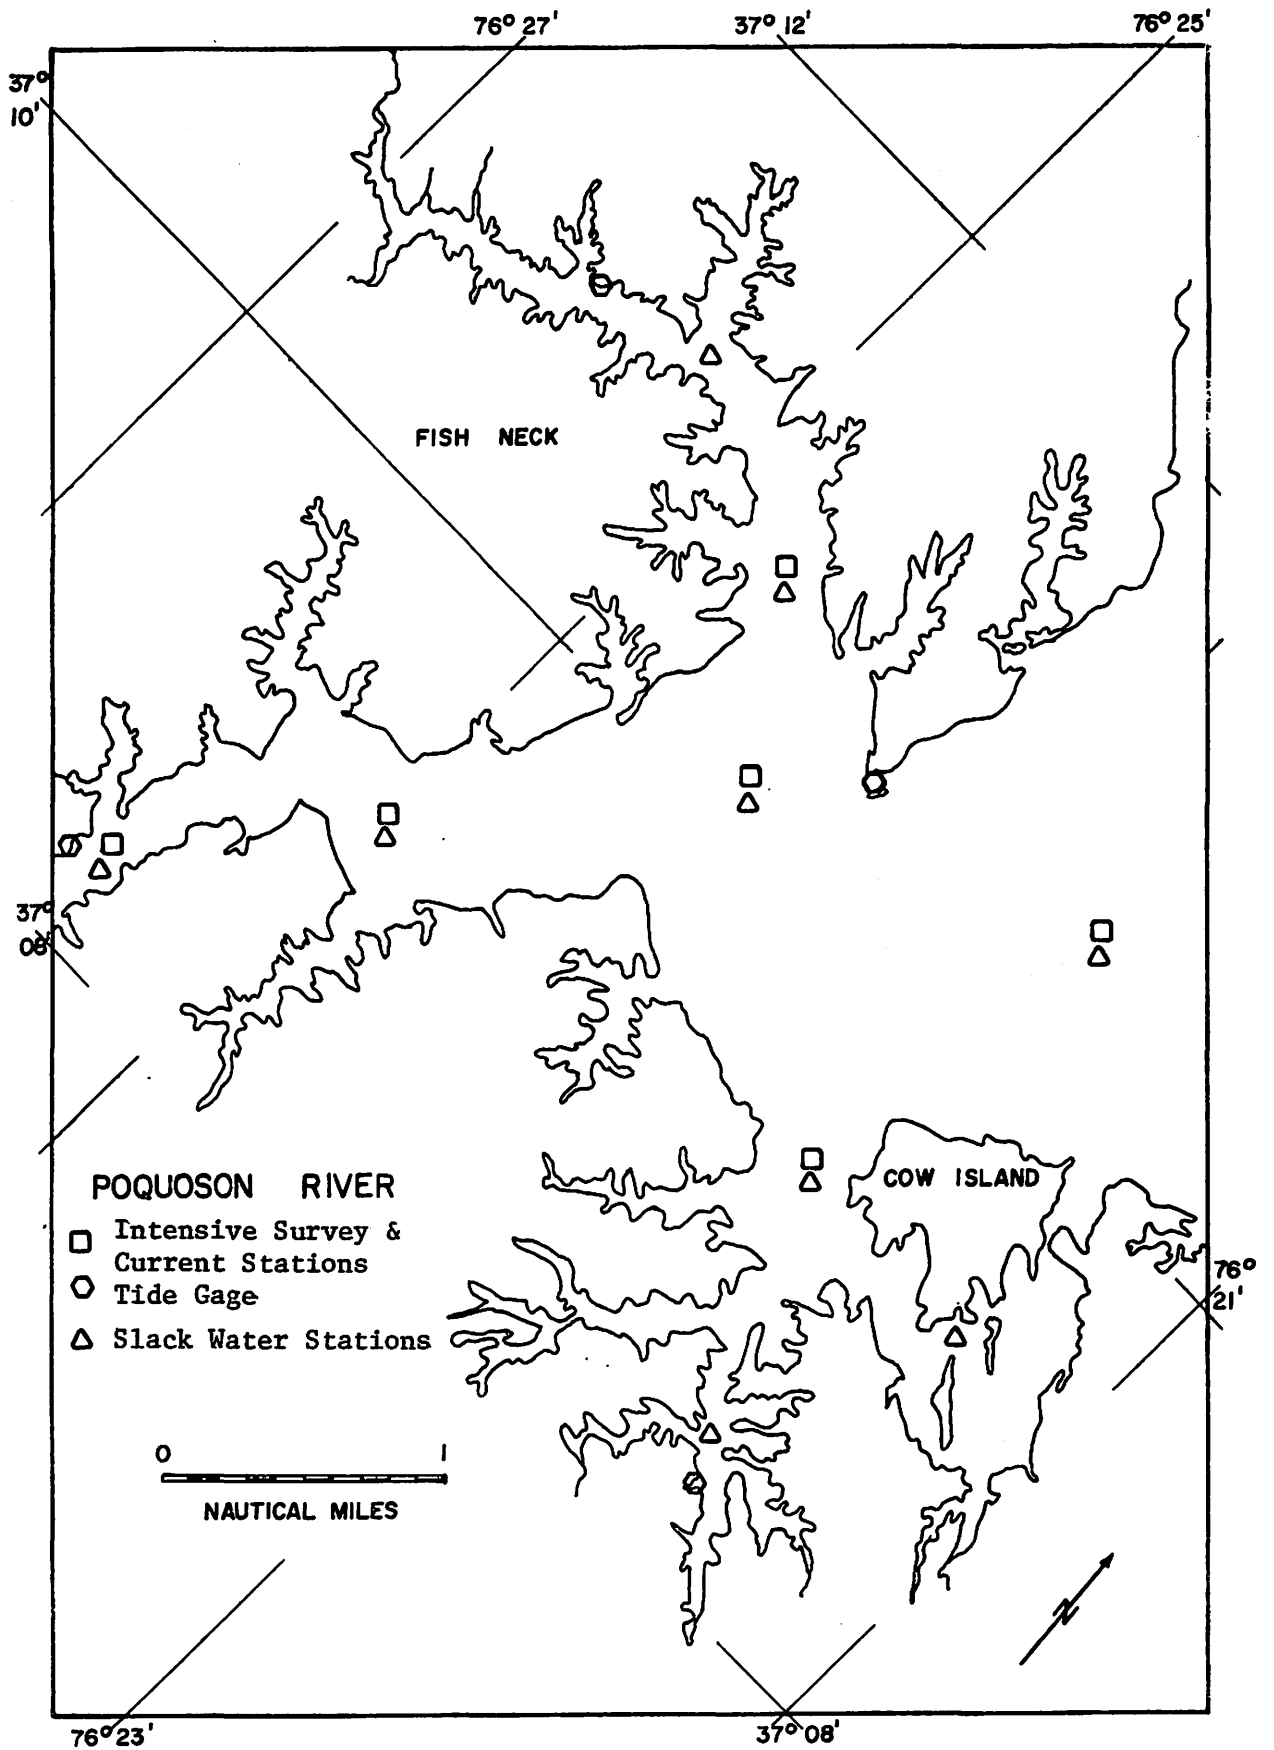 76° 27'
37° 12'
76° 25'
37°
10'
FISH NECK
37°
08'
COW ISLAND
POQUOSON RIVER
Intensive Survey &
Current Stations
Tide Gage
Slack Water Stations
76°
21'
0 1
NAUTICAL MILES
N
76° 23'
37° 08'